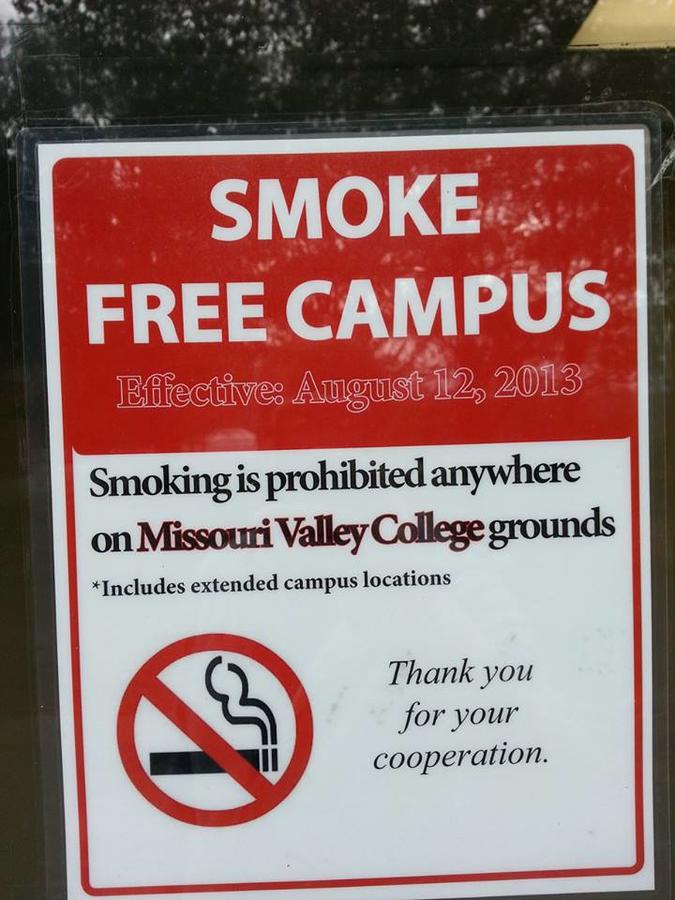 SMOKE
FREE CAMPUS
Effective: August 12, 2013
Smoking is prohibited anywhere
on Missouri Valley College grounds
*Includes extended campus locations
Thank you
for your
cooperation.